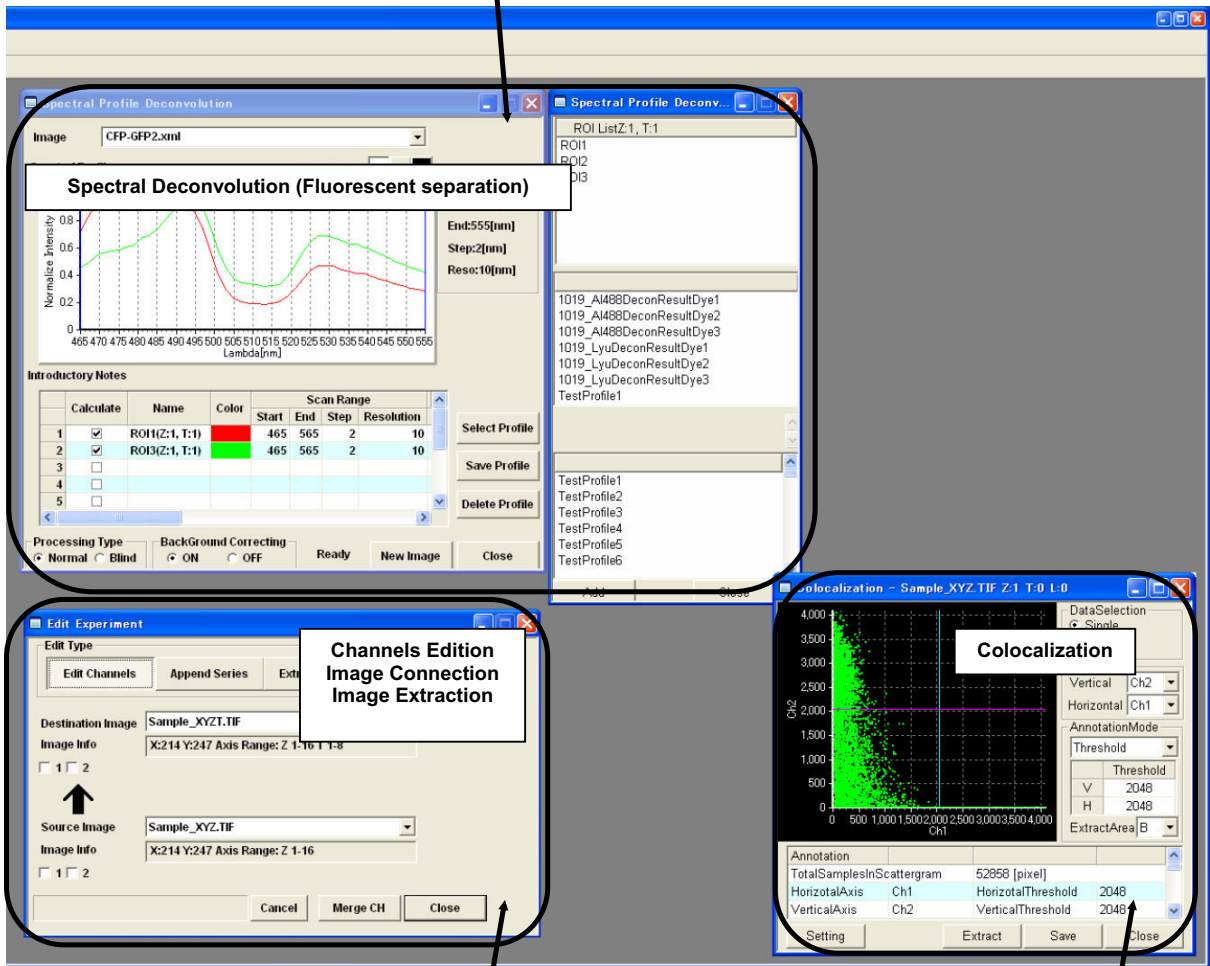 Spectral Profile Deconvolution
Image CFP-GFP2.xml
Spectral Deconvolution (Fluorescent separation)
Normalize Intensity
0.8
0.6
0.4
0.2
0
465 470 475 480 485 490 495 500 505 510 515 520 525 530 535 540 545 550 555
Lambda[nm]
End:555[nm]
Step:2[nm]
Reso:10[nm]
Introductory Notes
Calculate Name Color Scan Range
Start End Step Resolution
1 ROI1(Z:1, T:1) 465 565 2 10
2 ROI3(Z:1, T:1) 465 565 2 10
3
4
5
Select Profile
Save Profile
Delete Profile
Processing Type BackGround Correcting
Normal Blind ON OFF Ready New Image Close
Spectral Profile Deconv...
ROI ListZ:1, T:1
ROI1
ROI2
ROI3
1019_Al488DeconResultDye1
1019_Al488DeconResultDye2
1019_Al488DeconResultDye3
1019_LyuDeconResultDye1
1019_LyuDeconResultDye2
1019_LyuDeconResultDye3
TestProfile1
TestProfile1
TestProfile2
TestProfile3
TestProfile4
TestProfile5
TestProfile6
Add Close
Edit Experiment
Edit Type
Edit Channels Append Series
Channels Edition
Image Connection
Image Extraction
Destination Image Sample_XYZT.TIF
Image Info X:214 Y:247 Axis Range: Z 1-16 T 1-8
1 2
Source Image Sample_XYZ.TIF
Image Info X:214 Y:247 Axis Range: Z 1-16
1 2
Cancel Merge CH Close
Colocalization - Sample_XYZ.TIF Z:1 T:0 L:0
Colocalization
Ch2
4,000
3,500
3,000
2,500
2,000
1,500
1,000
500
0
0 500 1,000 1,500 2,000 2,500 3,000 3,500 4,000
Ch1
DataSelection
Single
Vertical Ch2
Horizontal Ch1
AnnotationMode
Threshold
Threshold
V 2048
H 2048
ExtractArea B
Annotation
TotalSamplesInScattergram 52858 [pixel]
HorizotalAxis Ch1 HorizotalThreshold 2048
VerticalAxis Ch2 VerticalThreshold 2048
Setting Extract Save Close